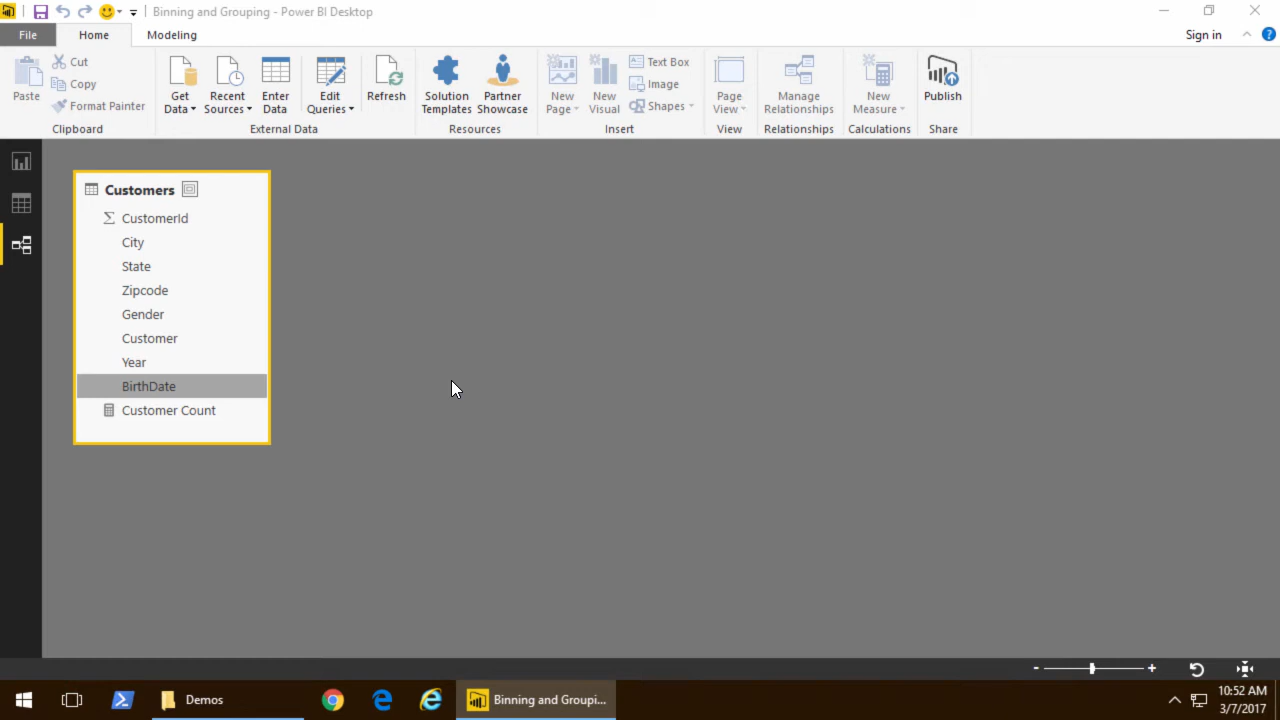 Binning and Grouping - Power BI Desktop
File
Home
Modeling
Sign in
Paste
Cut
Copy
Format Painter
Clipboard
Get Data
Recent Sources
Enter Data
Edit Queries
External Data
Refresh
Solution Templates
Partner Showcase
Resources
New Page
New Visual
Text Box
Image
Shapes
Insert
Page View
View
Manage Relationships
Relationships
New Measure
Calculations
Publish
Share
Customers
CustomerId
City
State
Zipcode
Gender
Customer
Year
BirthDate
Customer Count
Demos
Binning and Groupi...
10:52 AM
3/7/2017